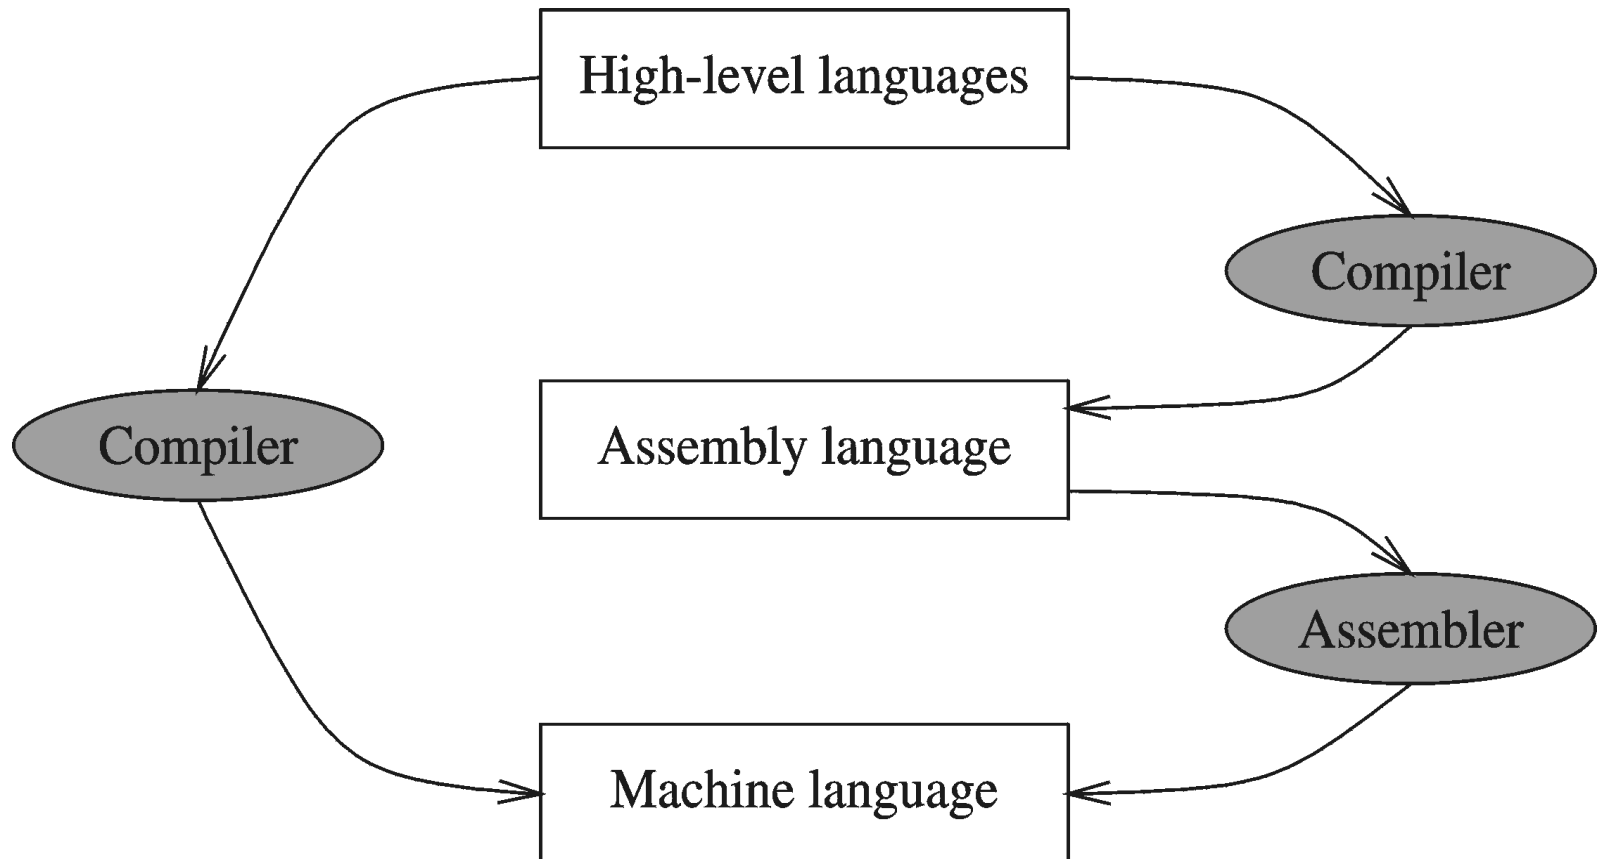 High-level languages
Compiler
Compiler
Assembly language
Assembler
Machine language